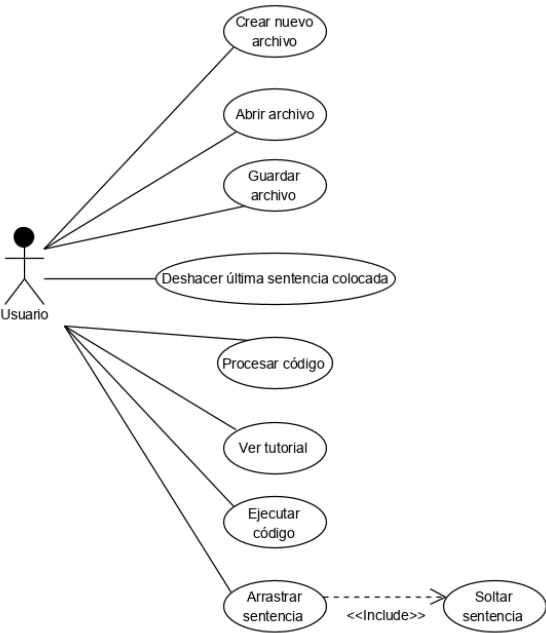 Crear nuevo
archivo
Abrir archivo
Guardar
archivo
Deshacer última sentencia colocada
Usuario
Procesar código
Ver tutorial
Ejecutar
código
Arrastrar
sentencia
<<Include>>
Soltar
sentencia